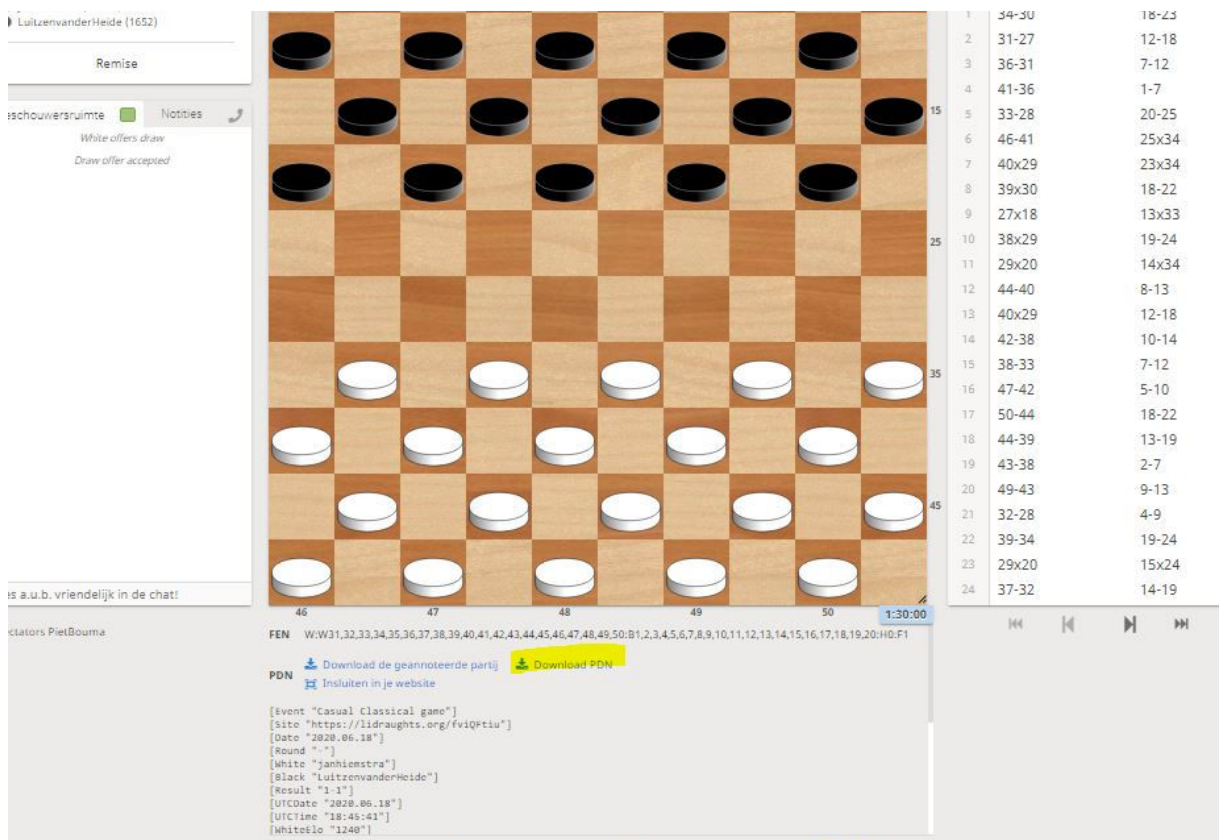 LuitzenvanderHeide (1652)
Remise
eschouwersruimte Notities
White offers draw
Draw offer accepted
es a.u.b. vriendelijk in de chat!
ectators PietBouma
15
25
35
45
46 47 48 49 50 1:30:00
FEN W:W31,32,33,34,35,36,37,38,39,40,41,42,43,44,45,46,47,48,49,50:B1,2,3,4,5,6,7,8,9,10,11,12,13,14,15,16,17,18,19,20:H0:F1
PDN Download de geannoteerde partij Download PDN
Insluiten in je website
[Event "Casual Classical game"]
[Site "https://lidraughts.org/fviQFtiu"]
[Date "2020.06.18"]
[Round "-"]
[White "janhiemstra"]
[Black "LuitzenvanderHeide"]
[Result "1-1"]
[UTCDate "2020.06.18"]
[UTCTime "18:45:41"]
[WhiteElo "1240"]
1 34-30 18-23
2 31-27 12-18
3 36-31 7-12
4 41-36 1-7
5 33-28 20-25
6 46-41 25x34
7 40x29 23x34
8 39x30 18-22
9 27x18 13x33
10 38x29 19-24
11 29x20 14x34
12 44-40 8-13
13 40x29 12-18
14 42-38 10-14
15 38-33 7-12
16 47-42 5-10
17 50-44 18-22
18 44-39 13-19
19 43-38 2-7
20 49-43 9-13
21 32-28 4-9
22 39-34 19-24
23 29x20 15x24
24 37-32 14-19